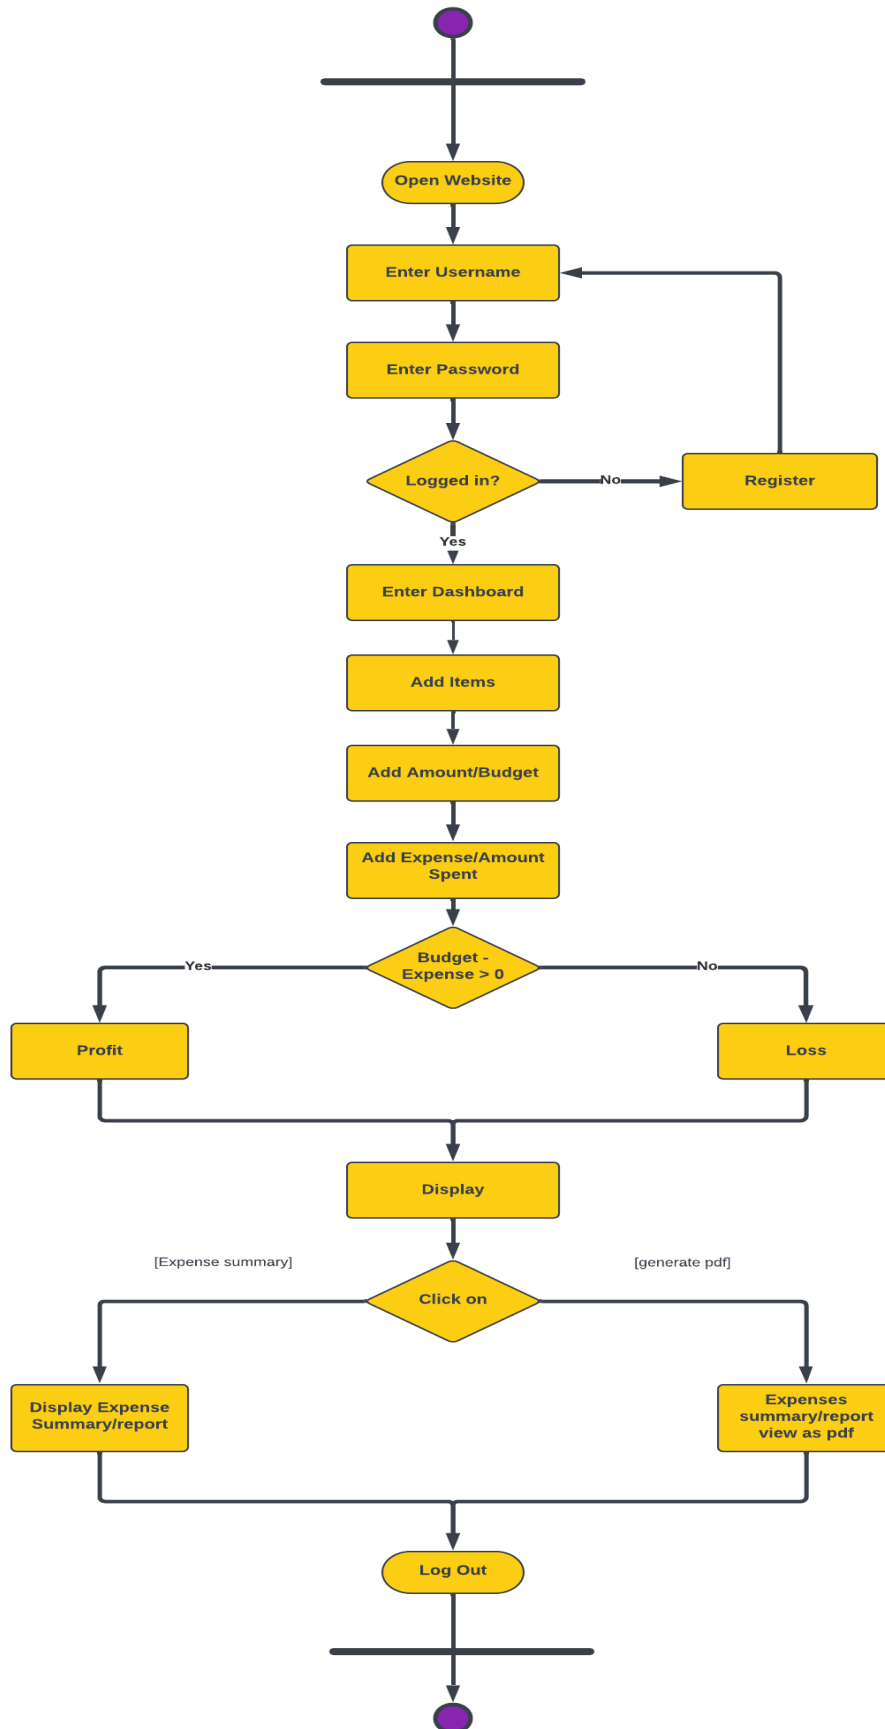 Open Website
Enter Username
Enter Password
Logged in?
No
Register
Yes
Enter Dashboard
Add Items
Add Amount/Budget
Add Expense/Amount
Spent
Budget -
Expense > 0
Yes
No
Profit
Loss
Display
[Expense summary]
[generate pdf]
Click on
Display Expense
Summary/report
Expenses
summary/report
view as pdf
Log Out